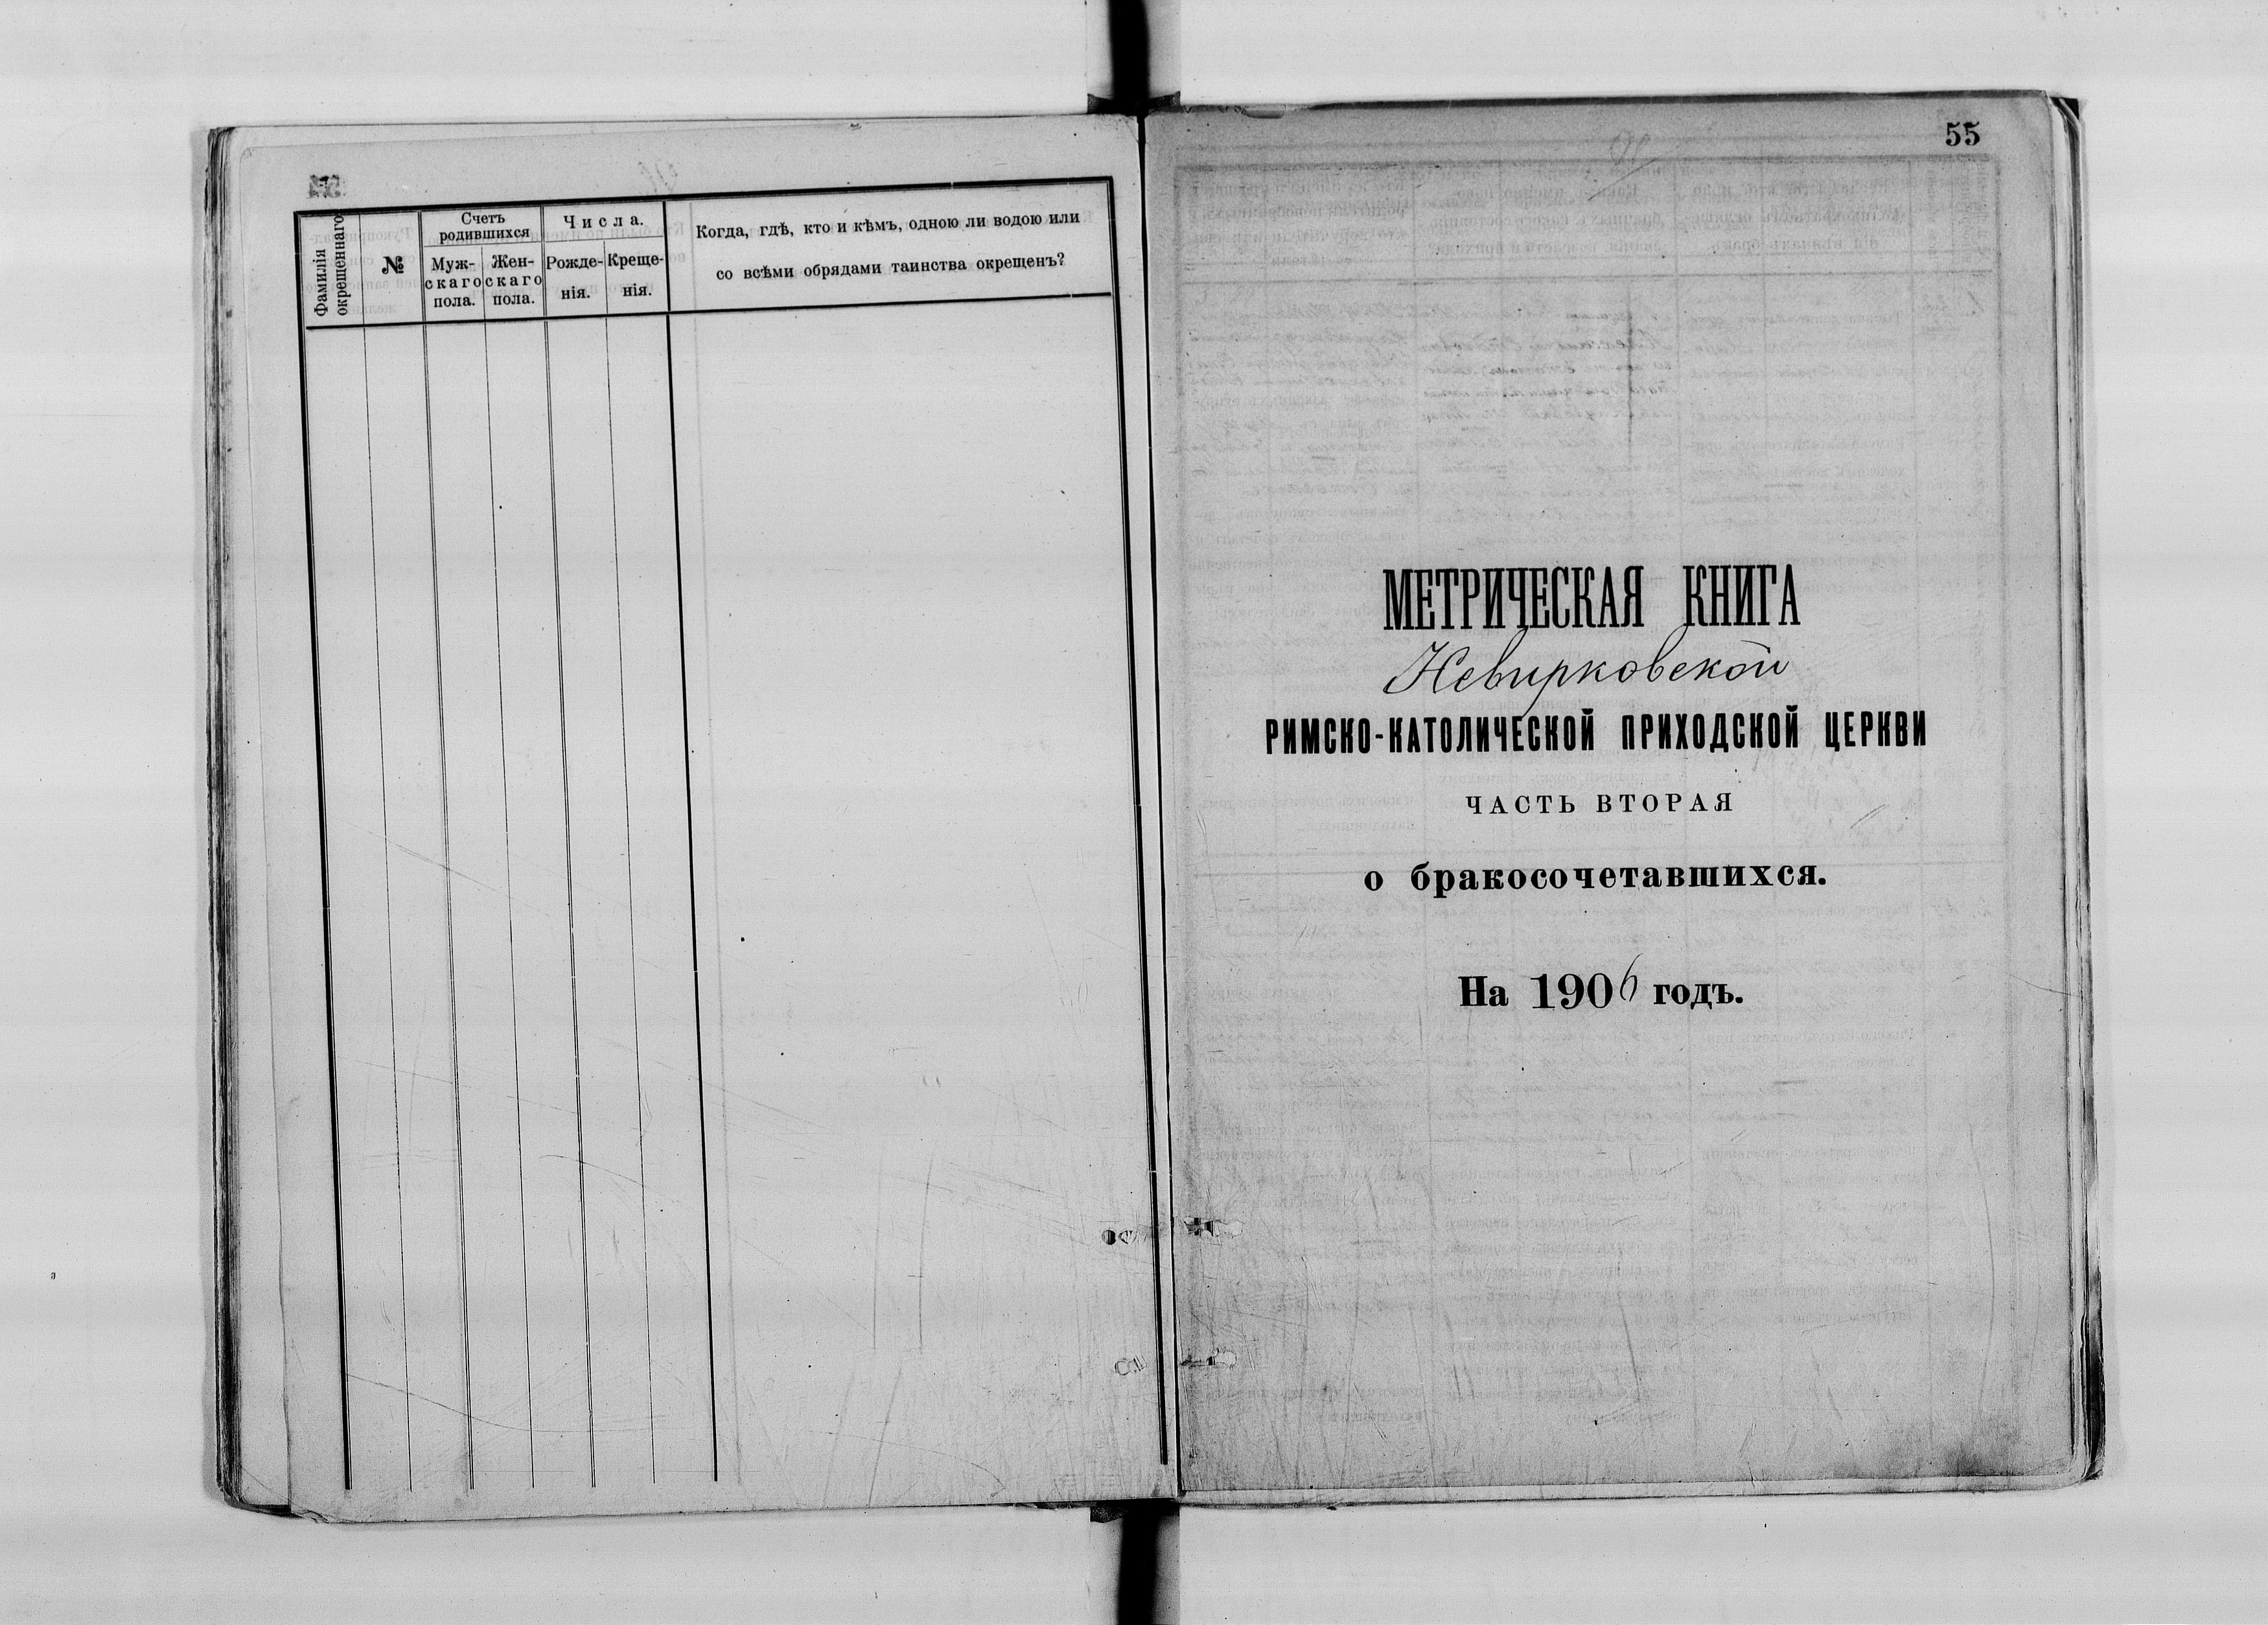 Фамилія
окрещеннаго
№
Счетъ
родившихся
Муж-
скаго
пола.
Жен-
скаго
пола.
Числа.
Рожде-
нія.
Креще-
нія.
Когда, гдѣ, кто и кѣмъ, одною ли водою или
со всѣми обрядами таинства окрещенъ?
55
МЕТРИЧЕСКАЯ КНИГА
Невирковской
РИМСКО-КАТОЛИЧЕСКОЙ ПРИХОДСКОЙ ЦЕРКВИ
ЧАСТЬ ВТОРАЯ
о бракосочетавшихся.
На 1906 годъ.